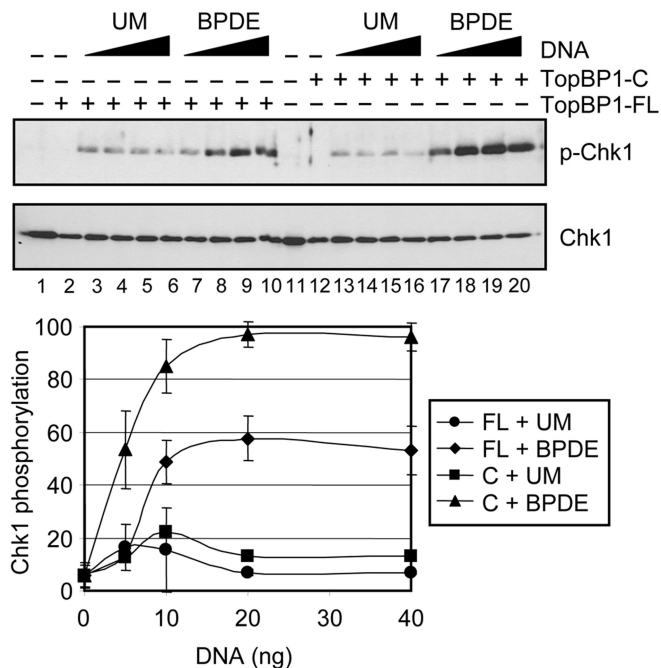 UM BPDE UM BPDE
– – – – DNA
– – – – – – – – – – – + + + + + + + + + TopBP1-C
– + + + + + + + + + – – – – – – – – – – TopBP1-FL
p-Chk1
Chk1
1 2 3 4 5 6 7 8 9 10 11 12 13 14 15 16 17 18 19 20
100
80
60
40
20
0
Chk1 phosphorylation
0 10 20 30 40
DNA (ng)
FL + UM
FL + BPDE
C + UM
C + BPDE